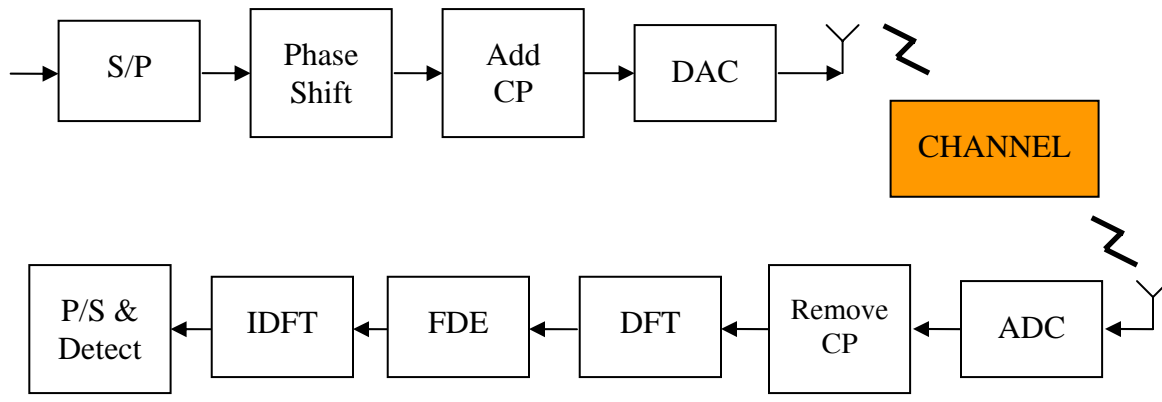 S/P
Phase
Shift
Add
CP
DAC
CHANNEL
P/S &
Detect
IDFT
FDE
DFT
Remove
CP
ADC